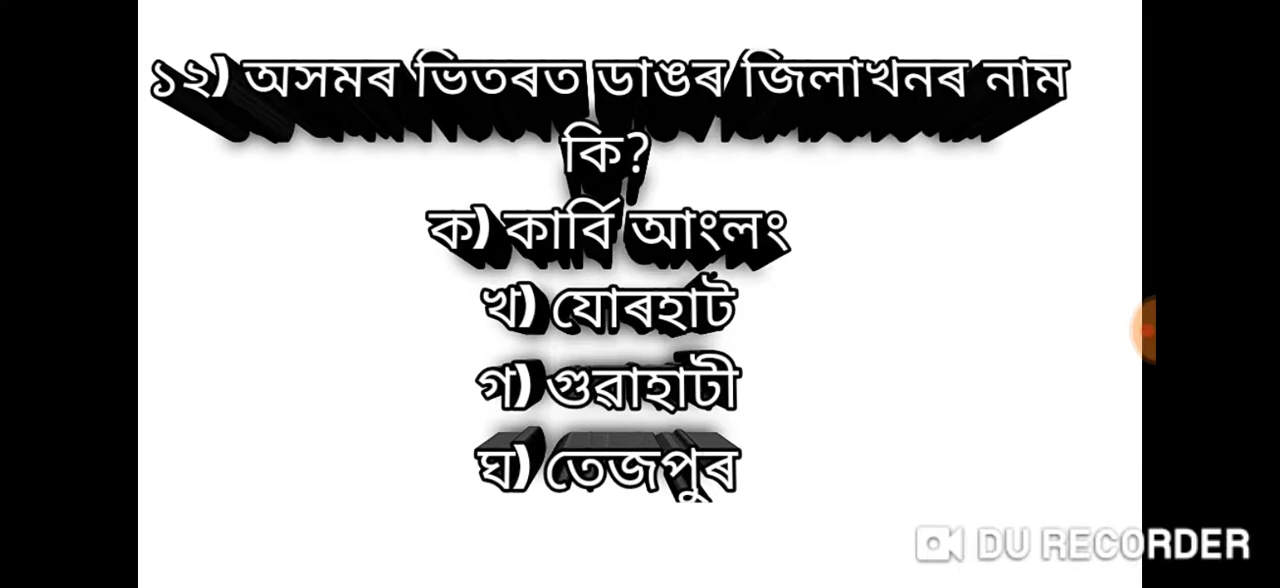 ১২) অসমৰ ভিতৰত ডাঙৰ জিলাখনৰ নাম
কি?
ক) কাৰ্বি আংলং
খ) যোৰহাট
গ) গুৱাহাটী
ঘ) তেজপুৰ
DU RECORDER